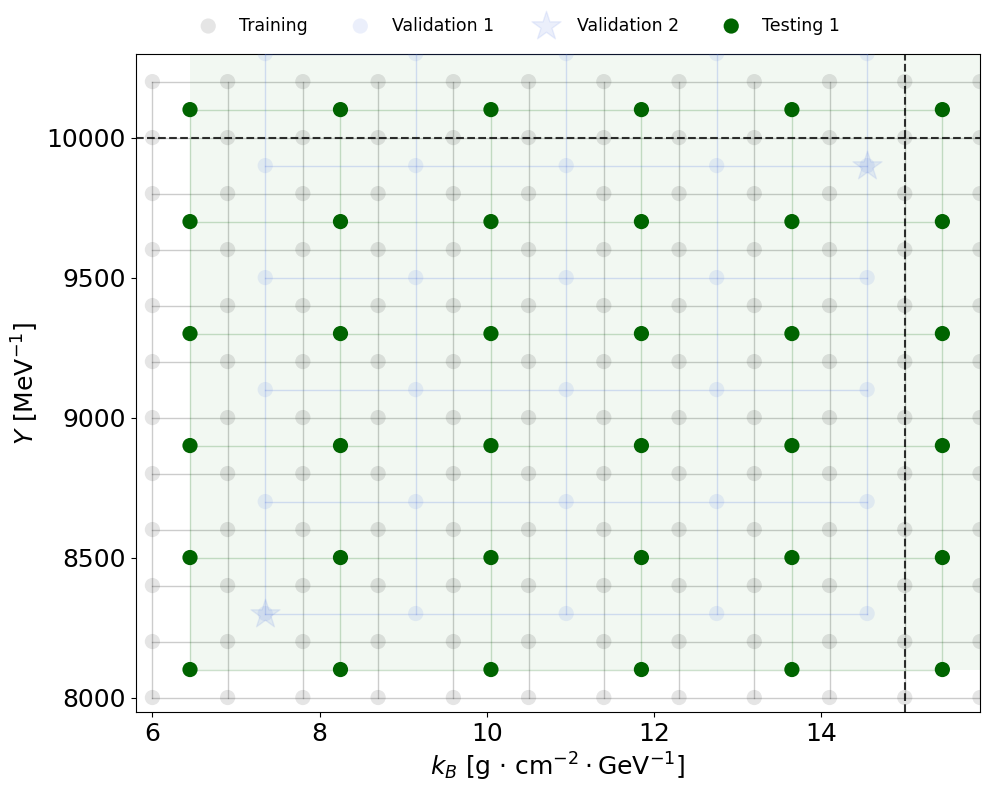 Training Validation 1 Validation 2 Testing 1
10000
9500
9000
8500
8000
Y [MeV⁻¹]
6 8 10 12 14
k_B [g · cm⁻² · GeV⁻¹]